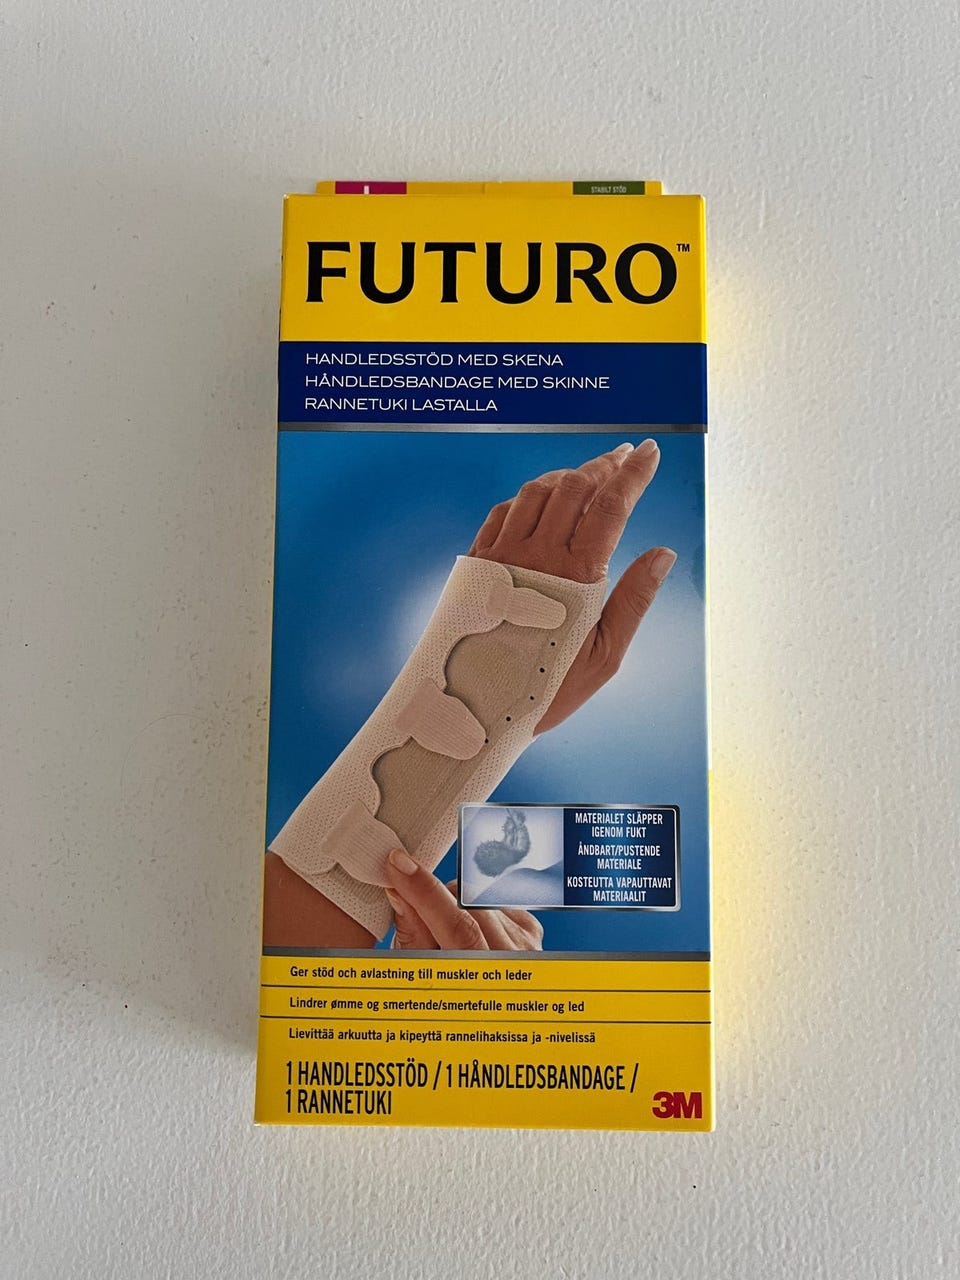 STABILT STÖD
FUTURO™
HANDLEDSSTÖD MED SKENA
HÅNDLEDSBANDAGE MED SKINNE
RANNETUKI LASTALLA
MATERIALET SLÄPPER
IGENOM FUKT
ÅNDBART/PUSTENDE
MATERIALE
KOSTEUTTA VAPAUTTAVAT
MATERIAALIT
Ger stöd och avlastning till muskler och leder
Lindrer ømme og smertende/smertefulle muskler og led
Lievittää arkuutta ja kipeyttä rannelihaksissa ja -nivelissä
1 HANDLEDSSTÖD / 1 HÅNDLEDSBANDAGE /
1 RANNETUKI
3M